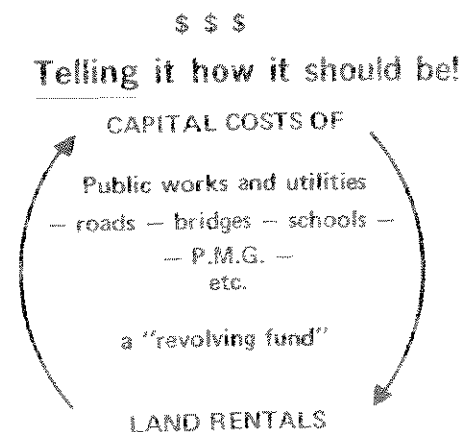 $ $ $
Telling it how it should be!
CAPITAL COSTS OF
Public works and utilities
— roads — bridges — schools —
— P.M.G. —
etc.
a "revolving fund"
LAND RENTALS